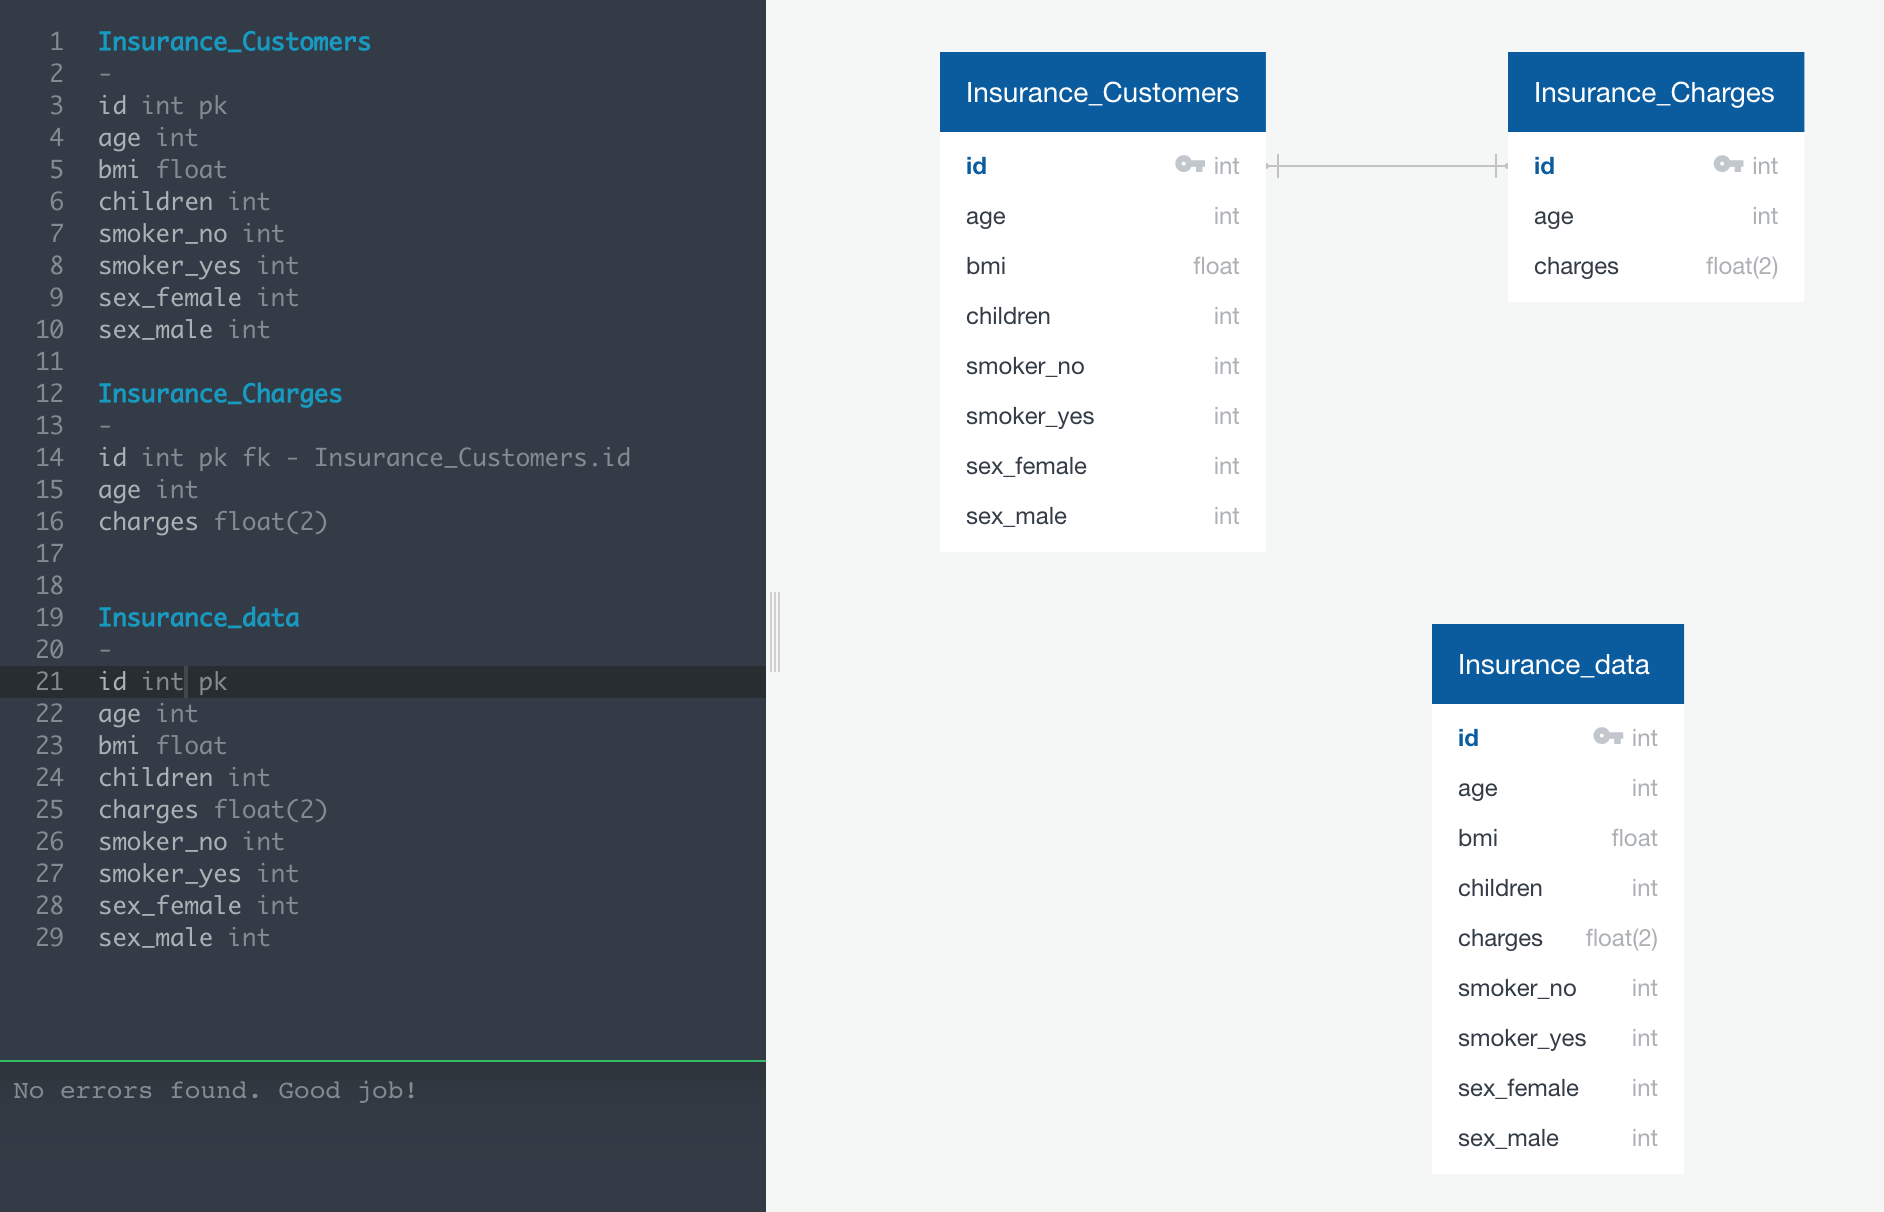 1 Insurance_Customers
2 -
3 id int pk
4 age int
5 bmi float
6 children int
7 smoker_no int
8 smoker_yes int
9 sex_female int
10 sex_male int
11
12 Insurance_Charges
13 -
14 id int pk fk - Insurance_Customers.id
15 age int
16 charges float(2)
17
18
19 Insurance_data
20 -
21 id int pk
22 age int
23 bmi float
24 children int
25 charges float(2)
26 smoker_no int
27 smoker_yes int
28 sex_female int
29 sex_male int
No errors found. Good job!
Insurance_Customers
id int
age int
bmi float
children int
smoker_no int
smoker_yes int
sex_female int
sex_male int
Insurance_Charges
id int
age int
charges float(2)
Insurance_data
id int
age int
bmi float
children int
charges float(2)
smoker_no int
smoker_yes int
sex_female int
sex_male int